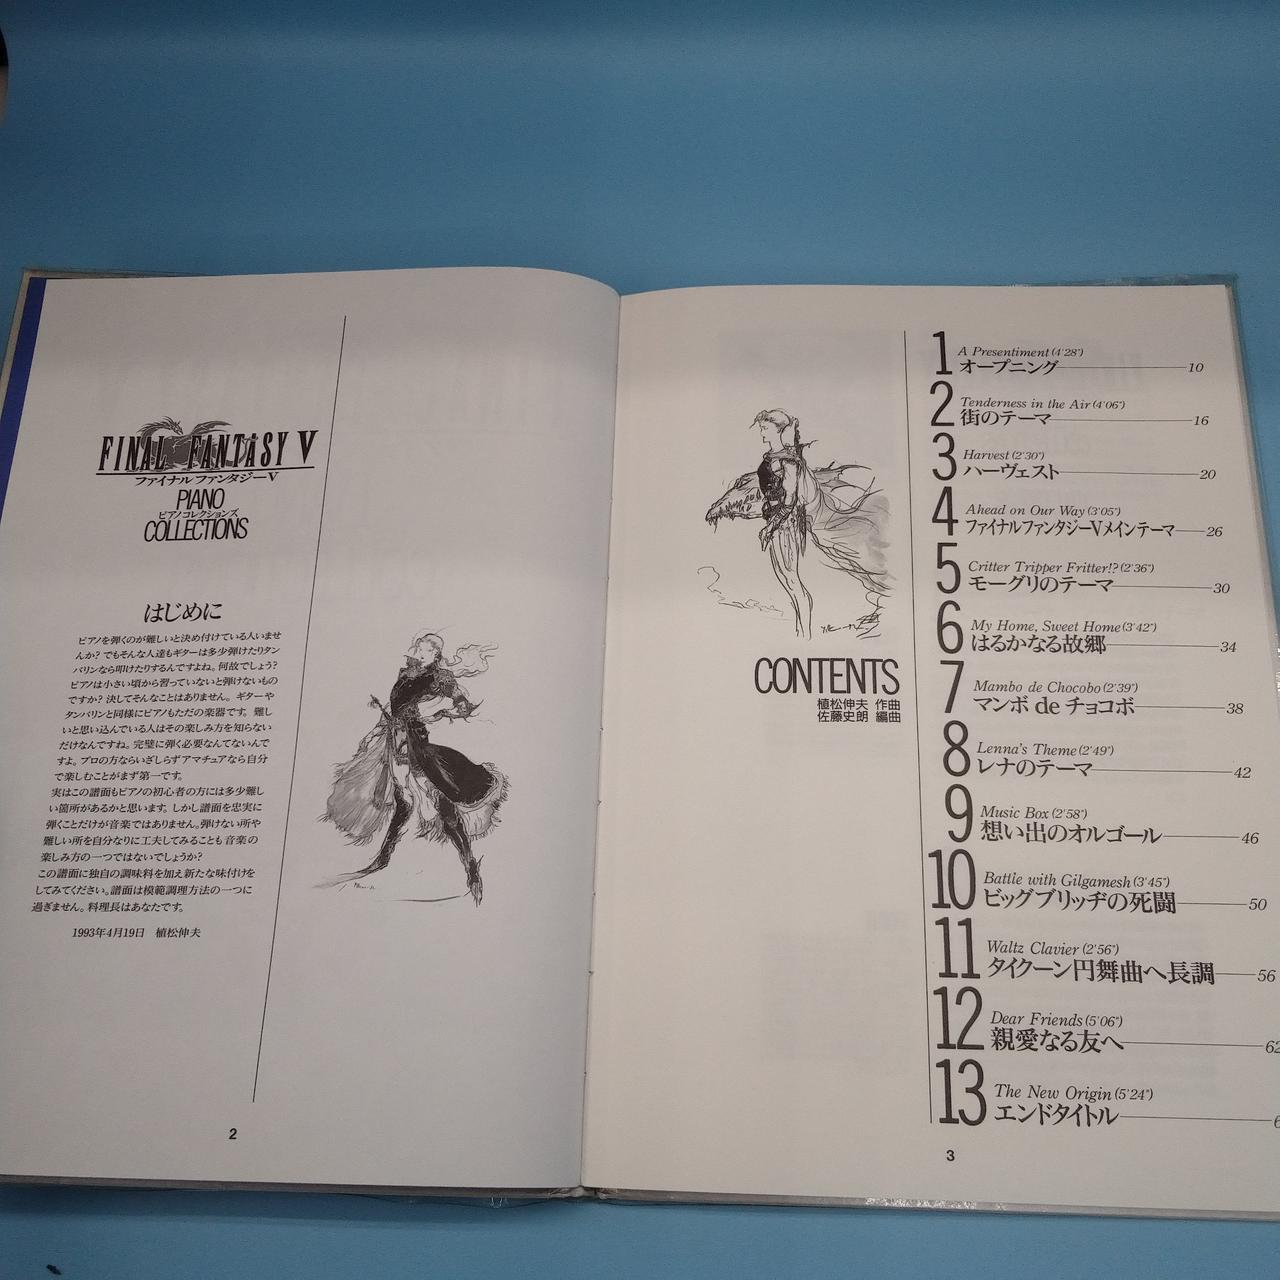 FINAL FANTASY V
ファイナルファンタジーV
PIANO
ピアノコレクションズ
COLLECTIONS
はじめに
ピアノを弾くのが難しいと決め付けている人いませ
んか? でもそんな人達もギターは多少弾けたりタン
バリンなら叩けたりするんですよね。何故でしょう?
ピアノは小さい頃から習っていないと弾けないもの
ですか? 決してそんなことはありません。ギターや
タンバリンと同様にピアノもただの楽器です。難し
いと思い込んでいる人はその楽しみ方を知らない
だけなんですね。完璧に弾く必要なんてないんで
すよ。プロの方ならいざしらずアマチュアなら自分
で楽しむことがまず第一です。
実はこの譜面もピアノの初心者の方には多少難し
い箇所があるかと思います。しかし譜面を忠実に
弾くことだけが音楽ではありません。弾けない所や
難しい所を自分なりに工夫してみることも音楽の
楽しみ方の一つではないでしょうか?
この譜面に独自の調味料を加え新たな味付けを
してみてください。譜面は模範調理方法の一つに
過ぎません。料理長はあなたです。
1993年4月19日 植松伸夫
2
CONTENTS
植松伸夫 作曲
佐藤史朗 編曲
1 A Presentiment (4'28")
オープニング 10
2 Tenderness in the Air (4'06")
街のテーマ 16
3 Harvest (2'30")
ハーヴェスト 20
4 Ahead on Our Way (3'05")
ファイナルファンタジーVメインテーマ 26
5 Critter Tripper Fritter!? (2'36")
モーグリのテーマ 30
6 My Home, Sweet Home (3'42")
はるかなる故郷 34
7 Mambo de Chocobo (2'39")
マンボ de チョコボ 38
8 Lenna's Theme (2'49")
レナのテーマ 42
9 Music Box (2'58")
想い出のオルゴール 46
10 Battle with Gilgamesh (3'45")
ビッグブリッヂの死闘 50
11 Waltz Clavier (2'56")
タイクーン円舞曲へ長調 56
12 Dear Friends (5'06")
親愛なる友へ 62
13 The New Origin (5'24")
エンドタイトル
3